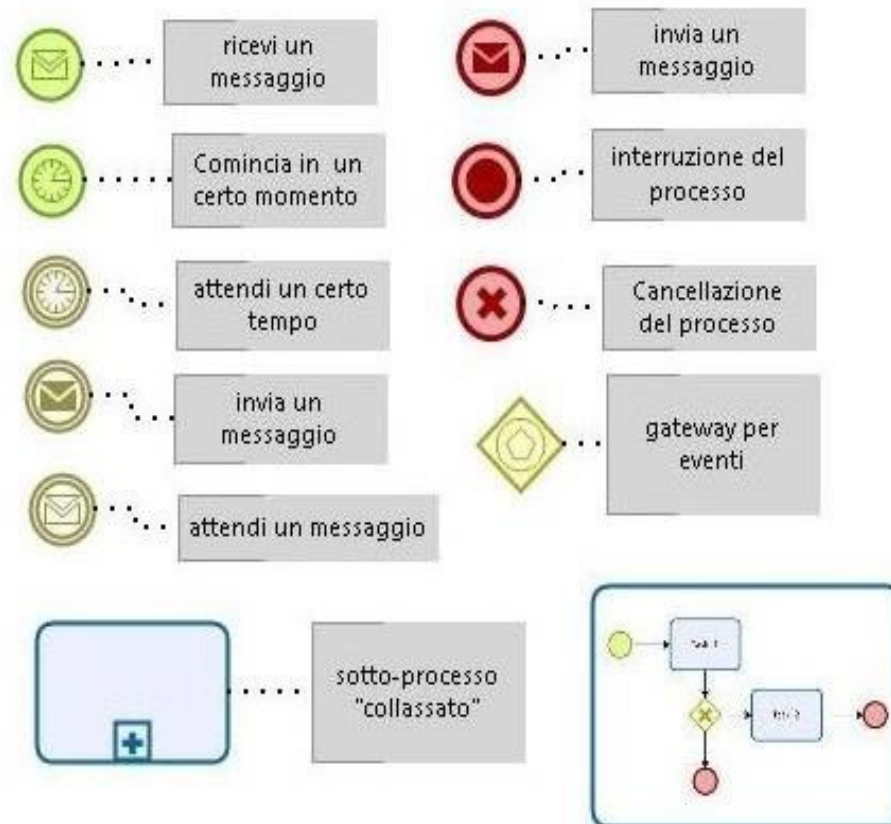 ricevi un
messaggio
invia un
messaggio
Comincia in un
certo momento
interruzione del
processo
attendi un certo
tempo
Cancellazione
del processo
invia un
messaggio
gateway per
eventi
attendi un messaggio
sotto-processo
"collassato"